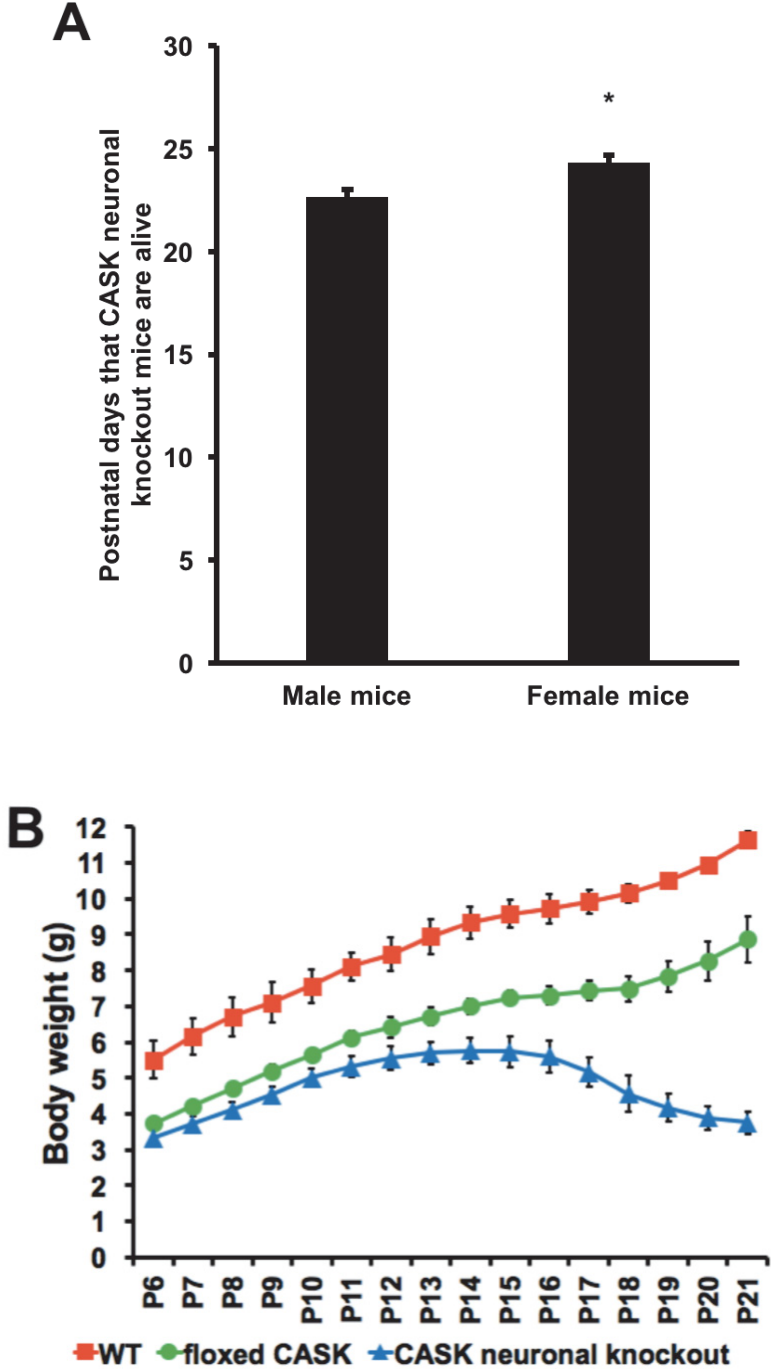 A
30
25
20
15
10
5
0
*
Postnatal days that CASK neuronal
knockout mice are alive
Male mice
Female mice
B
12
11
10
9
8
7
6
5
4
3
2
1
0
Body weight (g)
P6
P7
P8
P9
P10
P11
P12
P13
P14
P15
P16
P17
P18
P19
P20
P21
WT
floxed CASK
CASK neuronal knockout